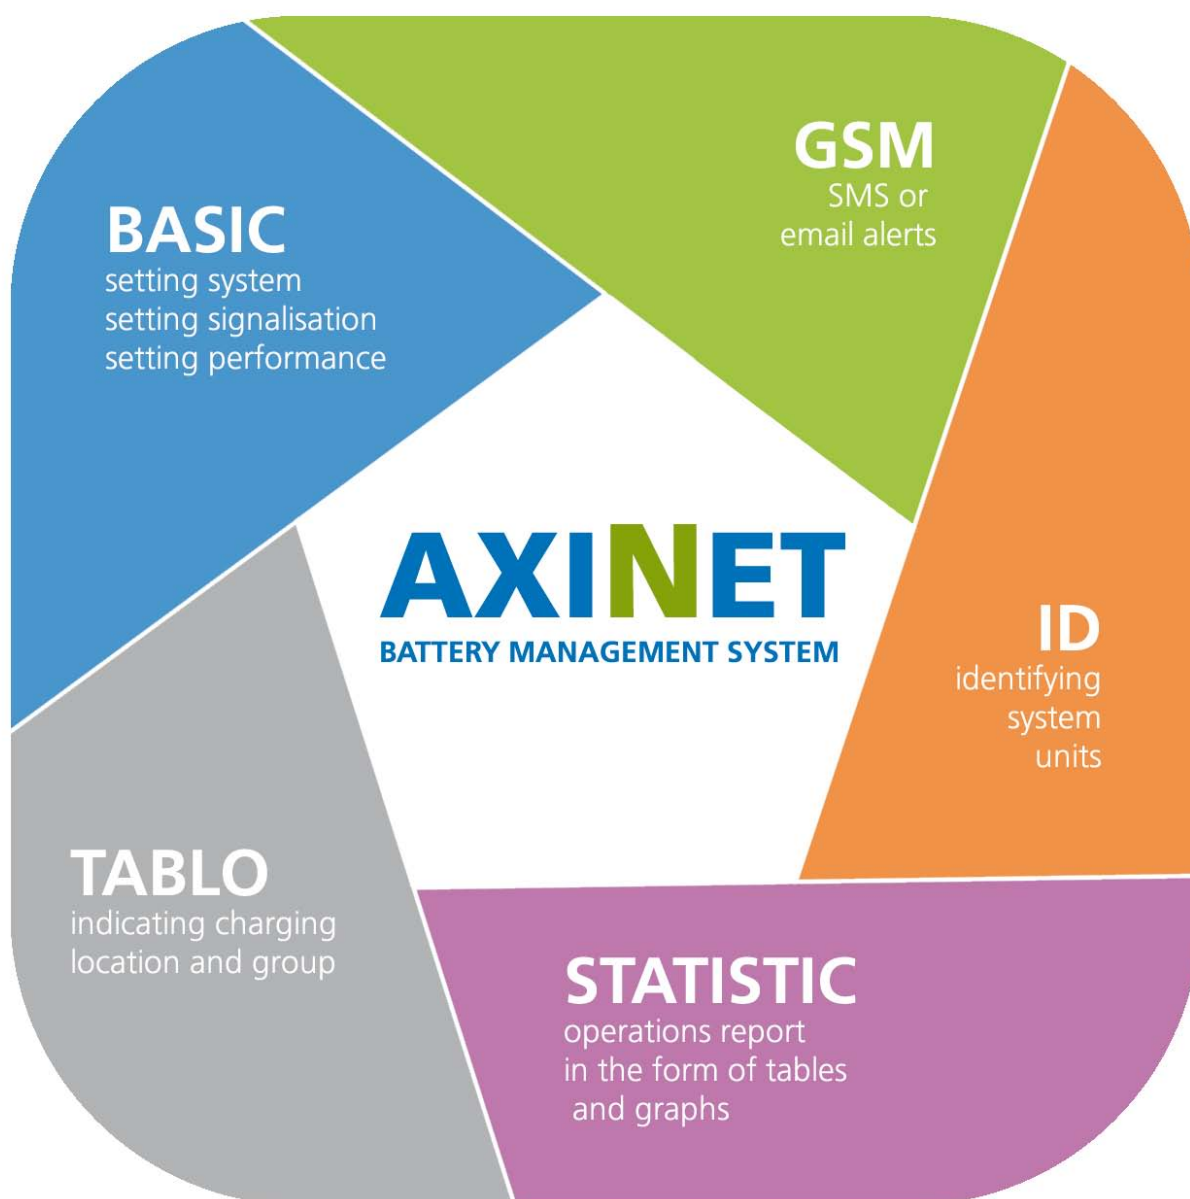 GSM
SMS or
email alerts
BASIC
setting system
setting signalisation
setting performance
AXINET
BATTERY MANAGEMENT SYSTEM
ID
identifying
system
units
TABLO
indicating charging
location and group
STATISTIC
operations report
in the form of tables
and graphs